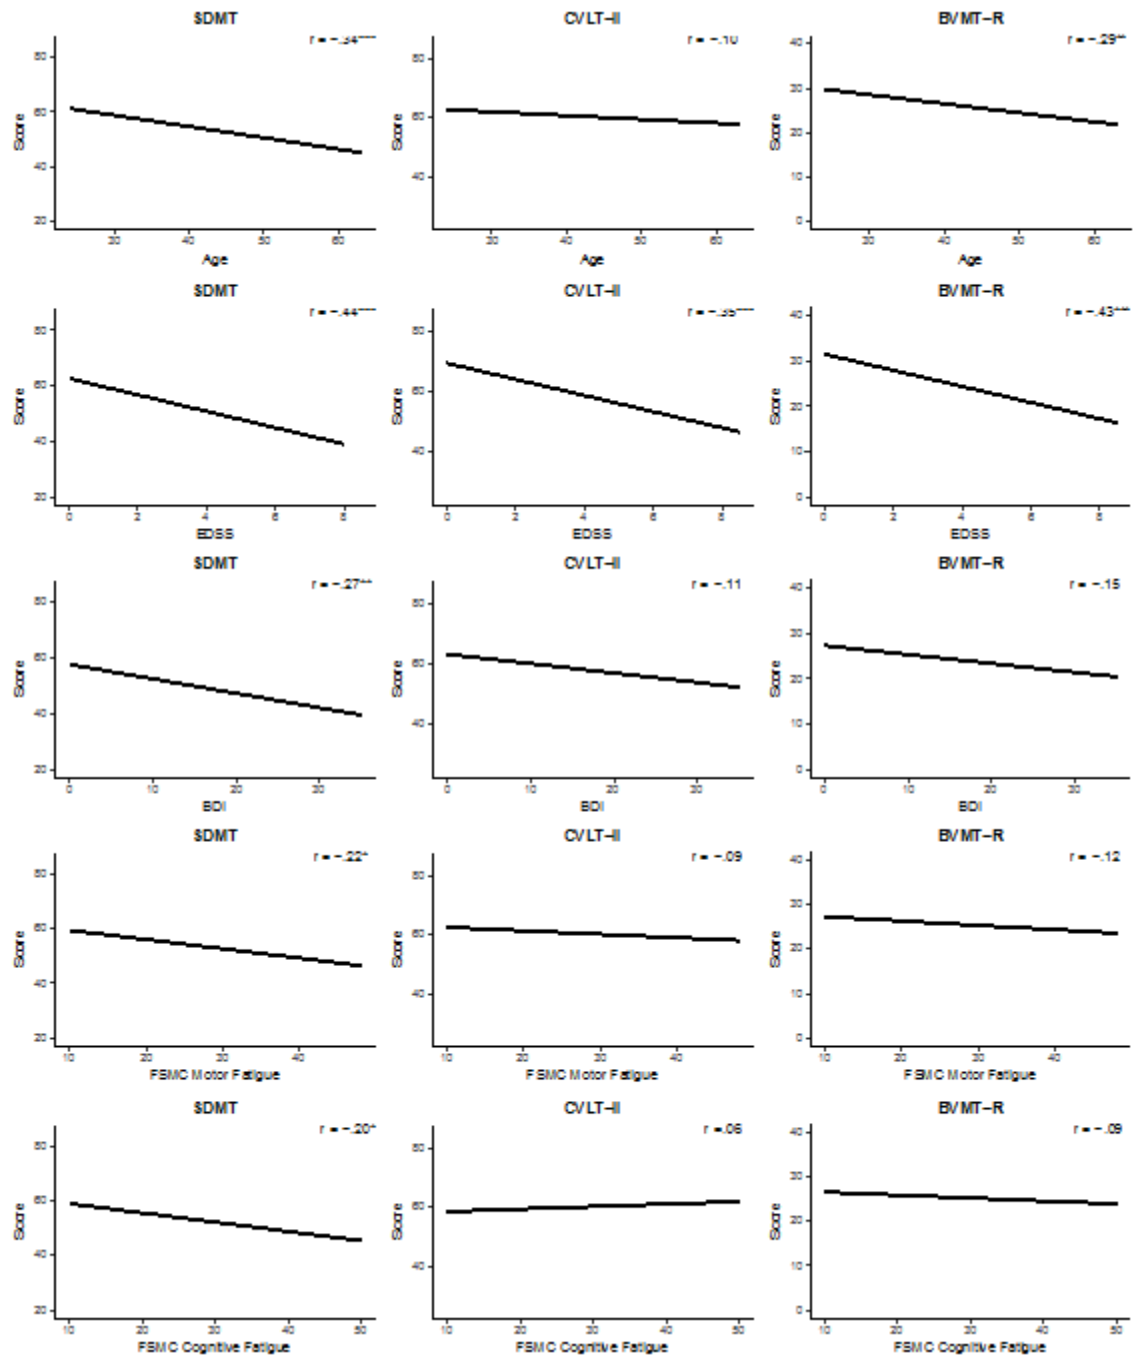 SDMT CVLT-II BVMT-R
r = -.34*** r = -.10 r = -.29**
Score 80 60 40 20 Score 80 60 40 Score 40 30 20 10 0
30 40 50 60 30 40 50 60 30 40 50 60
Age Age Age
SDMT CVLT-II BVMT-R
r = -.44*** r = -.35*** r = -.43***
Score 80 60 40 20 Score 80 60 40 Score 40 30 20 10 0
0 2 4 6 8 0 2 4 6 8 0 2 4 6 8
EDSS EDSS EDSS
SDMT CVLT-II BVMT-R
r = -.27** r = -.11 r = -.15
Score 80 60 40 20 Score 80 60 40 Score 40 30 20 10 0
0 10 20 30 0 10 20 30 0 10 20 30
BDI BDI BDI
SDMT CVLT-II BVMT-R
r = -.22* r = -.09 r = -.12
Score 80 60 40 20 Score 80 60 40 Score 40 30 20 10 0
10 20 30 40 10 20 30 40 10 20 30 40
FSMC Motor Fatigue FSMC Motor Fatigue FSMC Motor Fatigue
SDMT CVLT-II BVMT-R
r = -.20* r =.06 r = -.09
Score 80 60 40 20 Score 80 60 40 Score 40 30 20 10 0
10 20 30 40 50 10 20 30 40 50 10 20 30 40 50
FSMC Cognitive Fatigue FSMC Cognitive Fatigue FSMC Cognitive Fatigue